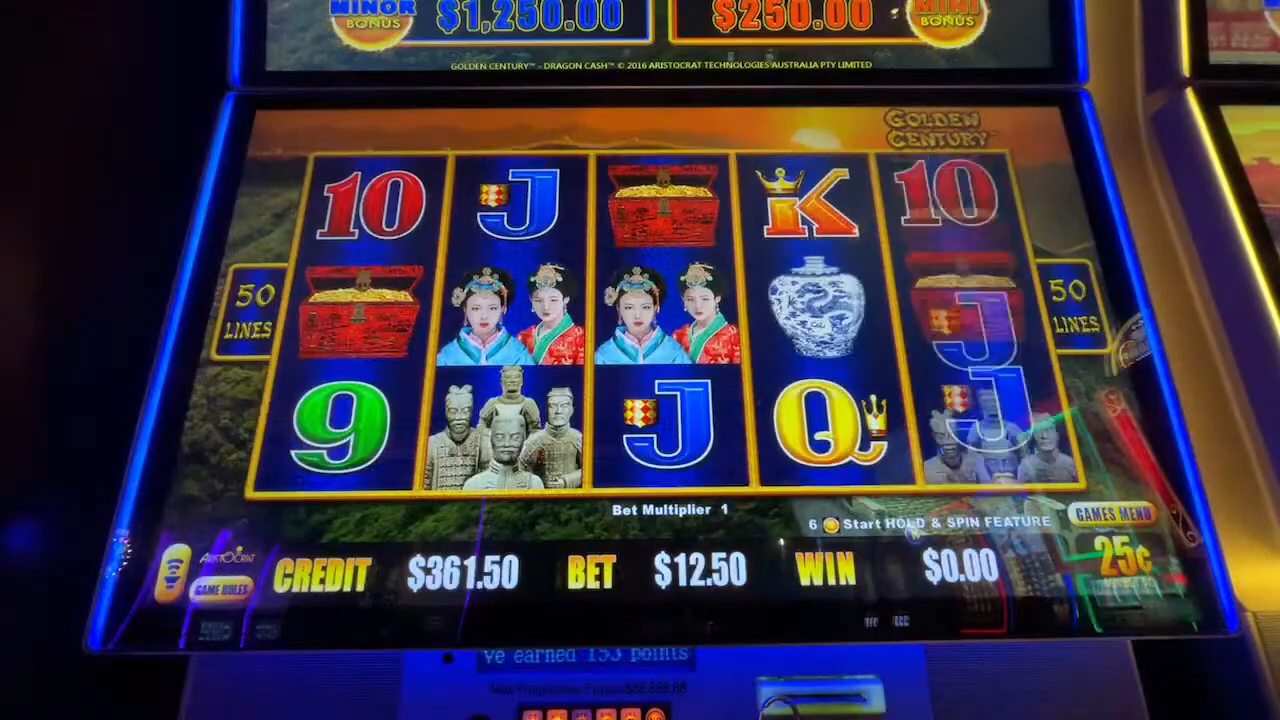 MINOR BONUS $1,250.00 $250.00 MINI BONUS
GOLDEN CENTURY™ - DRAGON CASH™ © 2016 ARISTOCRAT TECHNOLOGIES AUSTRALIA PTY LIMITED
GOLDEN
CENTURY™
10 J K 10
50 LINES
50 LINES
J
9 J Q J
Bet Multiplier 1
6 Start HOLD & SPIN FEATURE
GAMES MENU
ARISTOCRAT
GAME RULES
CREDIT $361.50 BET $12.50 WIN $0.00
25¢
've earned 153 points